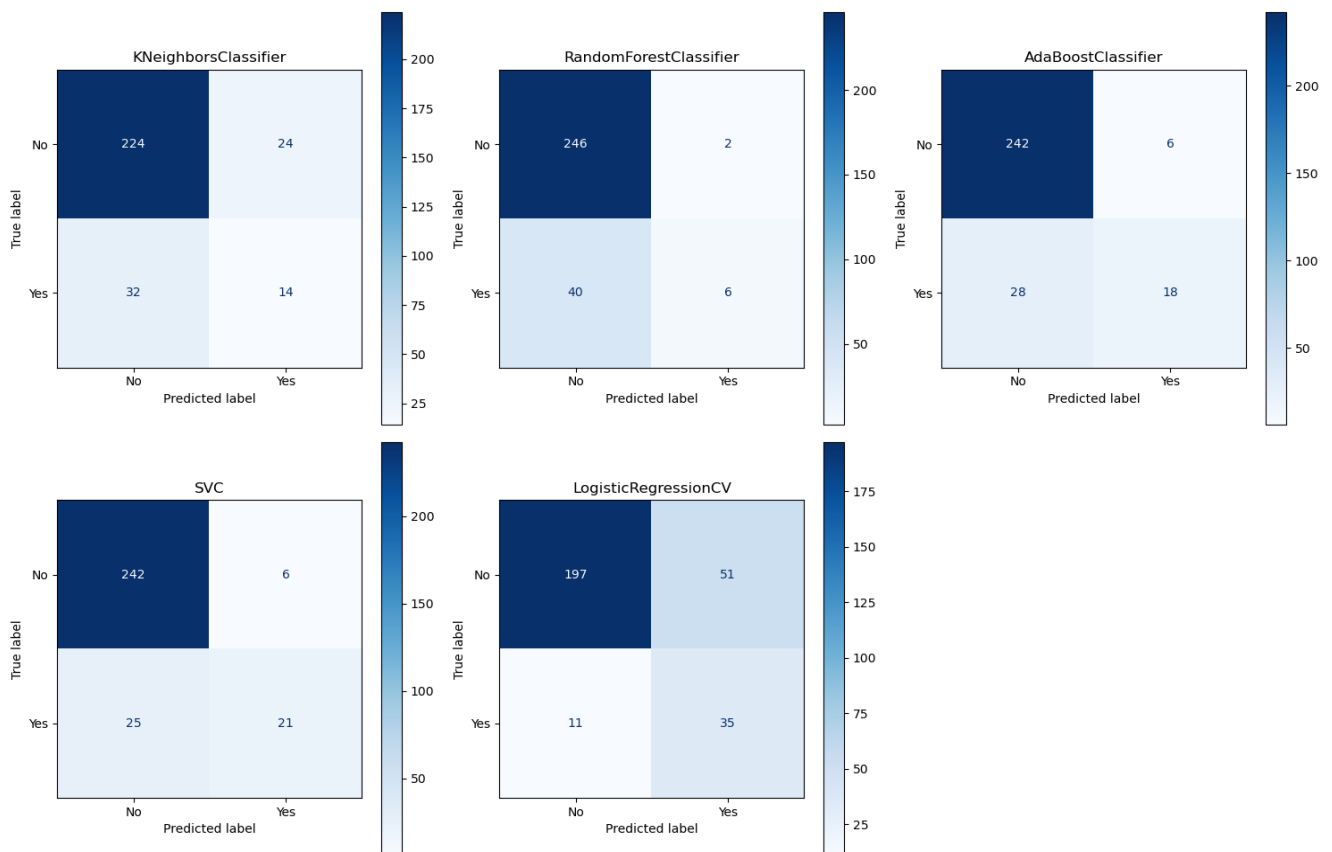 KNeighborsClassifier
No 224 24
Yes 32 14
No Yes
True label
Predicted label
200
175
150
125
100
75
50
25
RandomForestClassifier
No 246 2
Yes 40 6
No Yes
True label
Predicted label
200
150
100
50
AdaBoostClassifier
No 242 6
Yes 28 18
No Yes
True label
Predicted label
200
150
100
50
SVC
No 242 6
Yes 25 21
No Yes
True label
Predicted label
200
150
100
50
LogisticRegressionCV
No 197 51
Yes 11 35
No Yes
True label
Predicted label
175
150
125
100
75
50
25